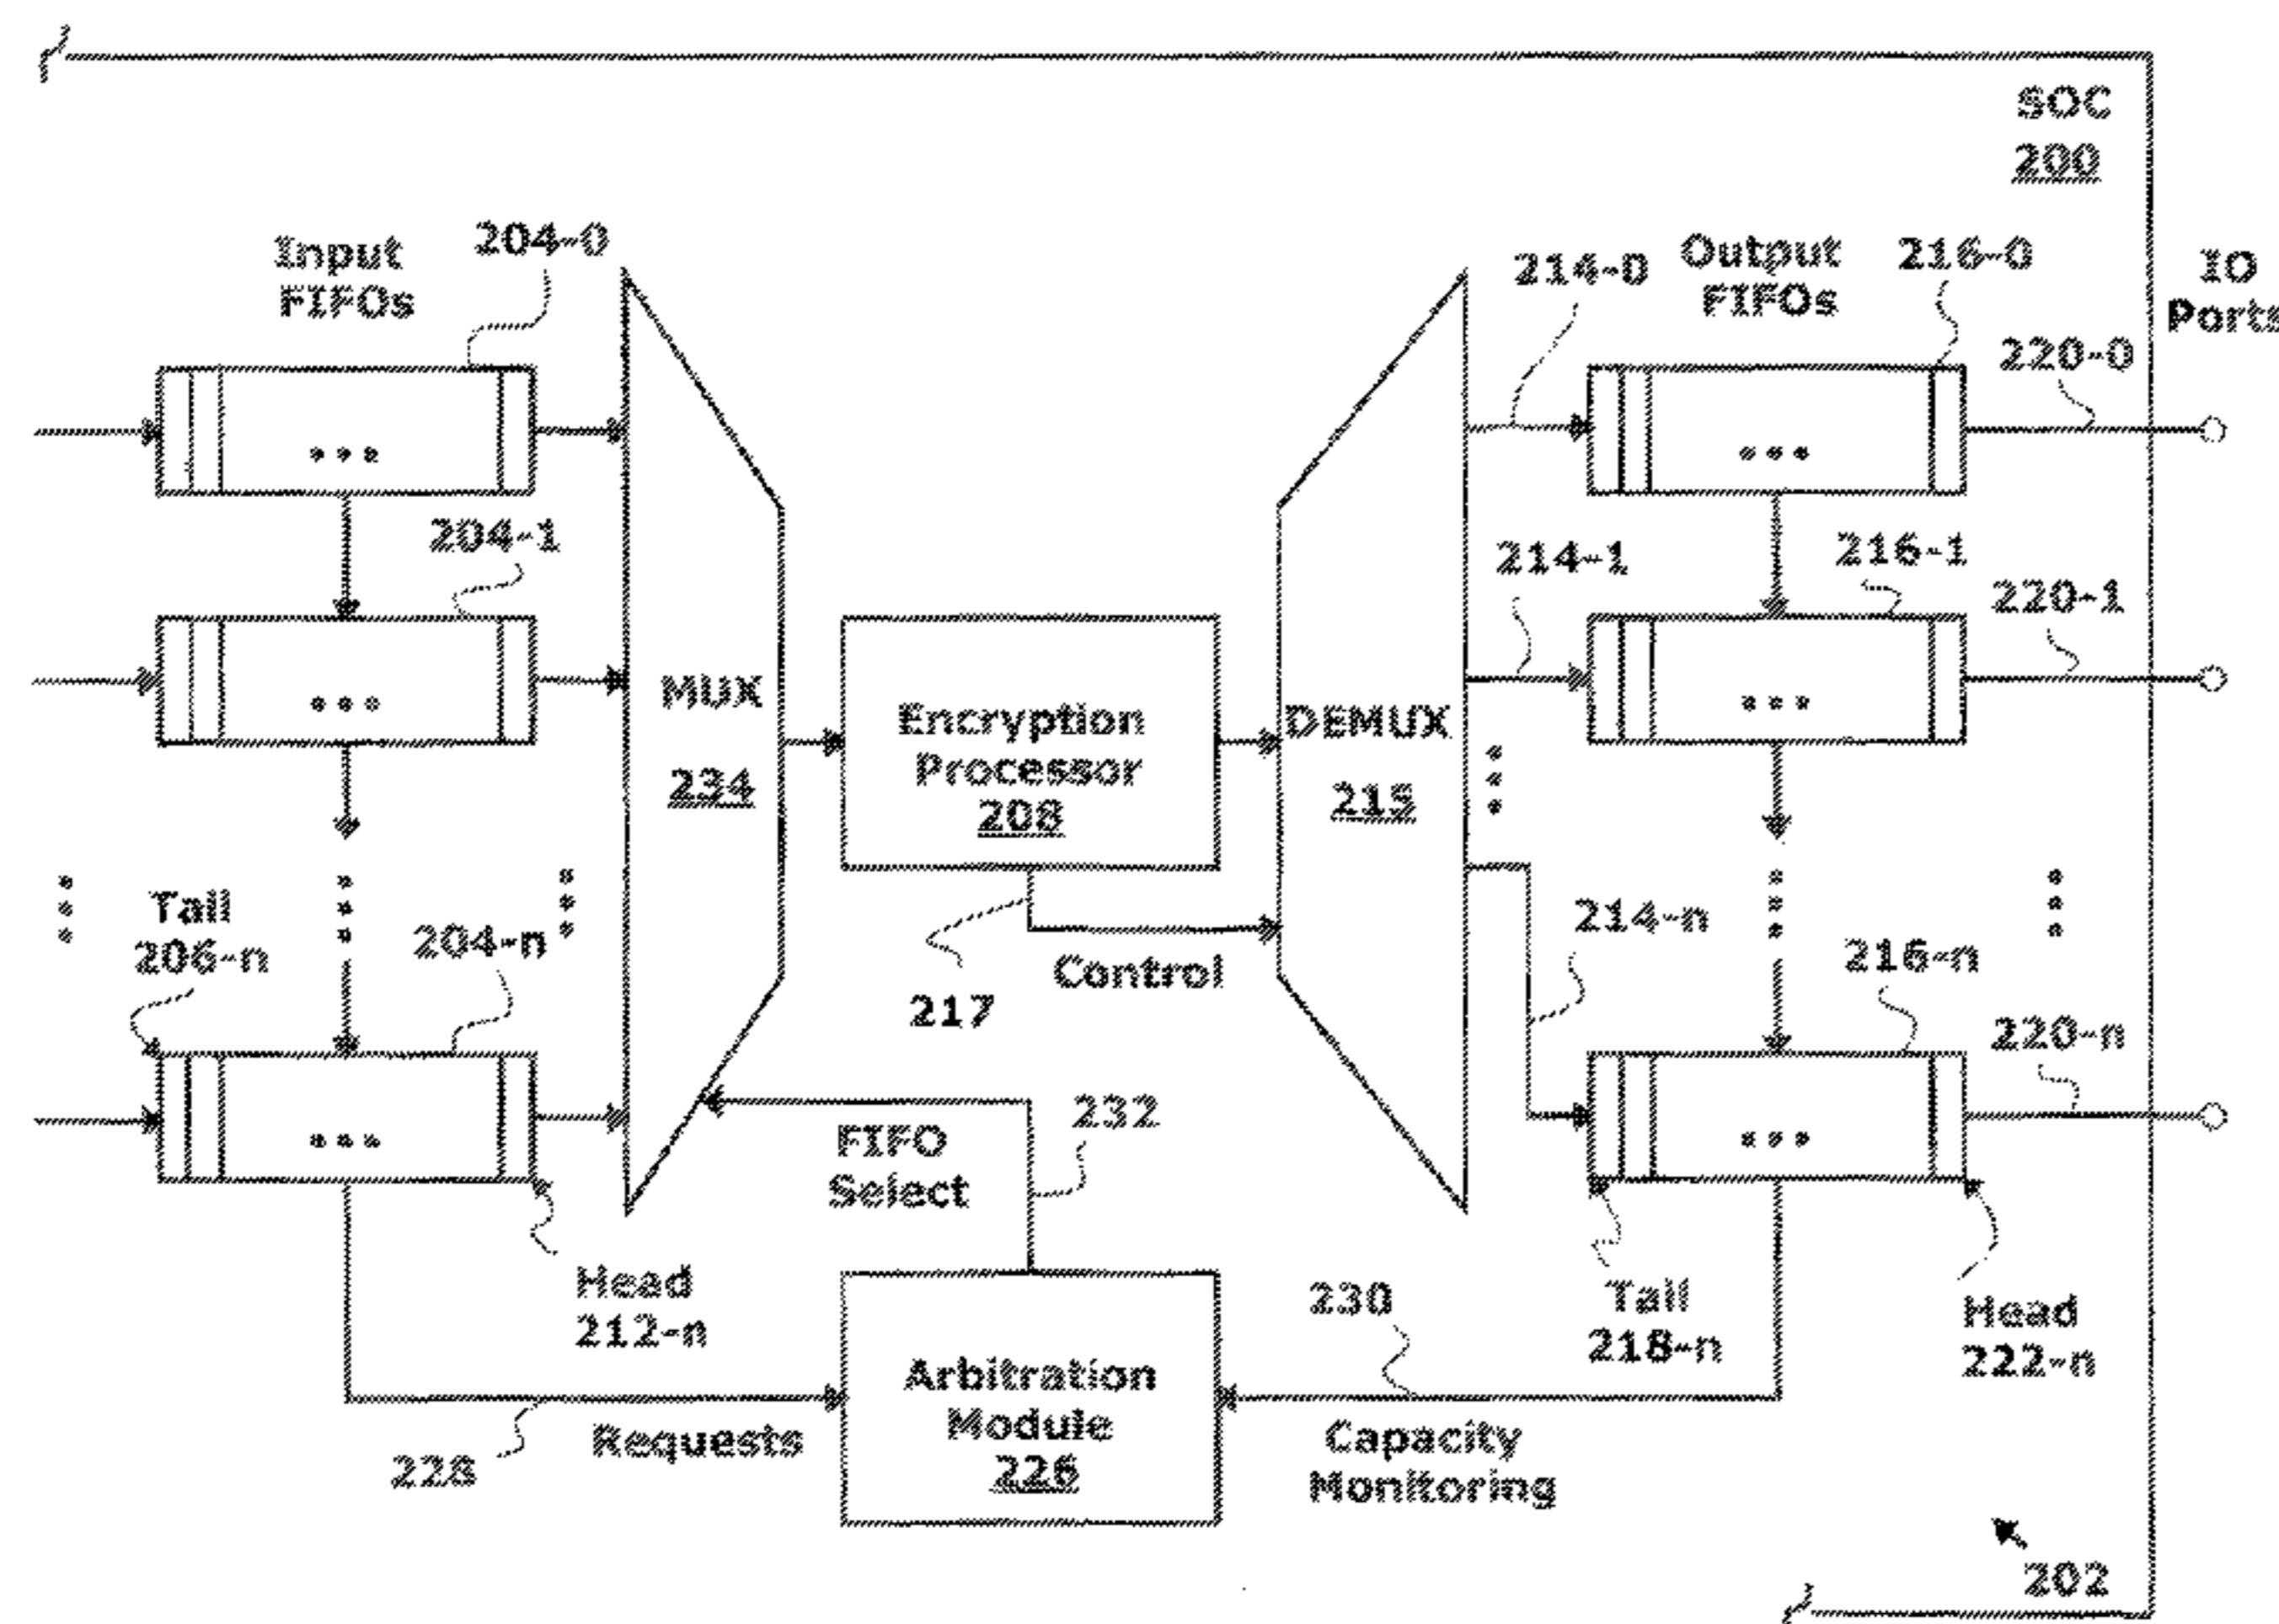 SOC
200
Input
FIFOs
204-0
214-0
Output
FIFOs
216-0
IO
Ports
220-0
204-1
214-1
216-1
220-1
MUX
234
Encryption
Processor
208
DEMUX
215
Tail
206-n
204-n
217
Control
214-n
216-n
220-n
FIFO
Select
232
Head
212-n
Tail
218-n
Head
222-n
230
Arbitration
Module
226
228
Requests
Capacity
Monitoring
202